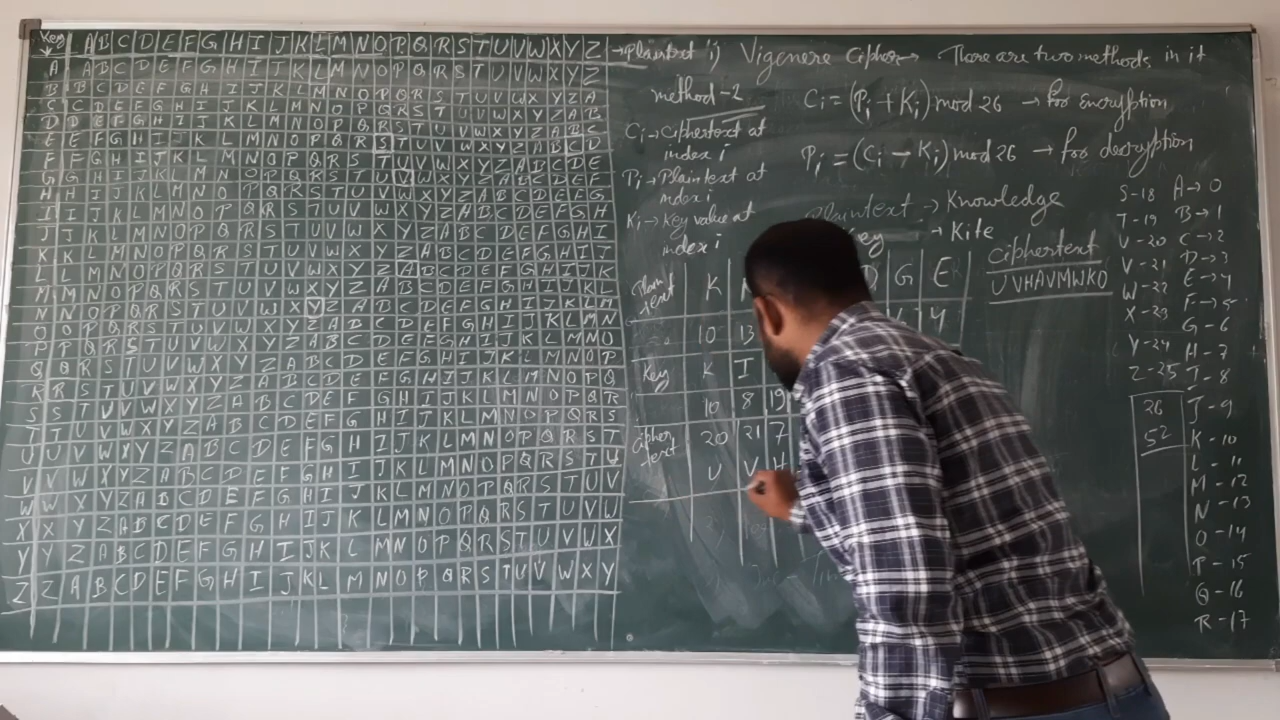 Key A B C D E F G H I J K L M N O P Q R S T U V W X Y Z → Plaintext
A A B C D E F G H I J K L M N O P Q R S T U V W X Y Z
B B C D E F G H I J K L M N O P Q R S T U V W X Y Z A
C C D E F G H I J K L M N O P Q R S T U V W X Y Z A B
D D E F G H I J K L M N O P Q R S T U V W X Y Z A B C
E E F G H I J K L M N O P Q R S T U V W X Y Z A B C D
F F G H I J K L M N O P Q R S T U V W X Y Z A B C D E
G G H I J K L M N O P Q R S T U V W X Y Z A B C D E F
H H I J K L M N O P Q R S T U V W X Y Z A B C D E F G
I I J K L M N O P Q R S T U V W X Y Z A B C D E F G H
J J K L M N O P Q R S T U V W X Y Z A B C D E F G H I
K K L M N O P Q R S T U V W X Y Z A B C D E F G H I J
L L M N O P Q R S T U V W X Y Z A B C D E F G H I J K
M M N O P Q R S T U V W X Y Z A B C D E F G H I J K L
N N O P Q R S T U V W X Y Z A B C D E F G H I J K L M
O O P Q R S T U V W X Y Z A B C D E F G H I J K L M N
P P Q R S T U V W X Y Z A B C D E F G H I J K L M N O
Q Q R S T U V W X Y Z A B C D E F G H I J K L M N O P
R R S T U V W X Y Z A B C D E F G H I J K L M N O P Q
S S T U V W X Y Z A B C D E F G H I J K L M N O P Q R S
T T U V W X Y Z A B C D E F G H I J K L M N O P Q R S
U U V W X Y Z A B C D E F G H I J K L M N O P Q R S T
V V W X Y Z A B C D E F G H I J K L M N O P Q R S T U
W W X Y Z A B C D E F G H I J K L M N O P Q R S T U V
X X Y Z A B C D E F G H I J K L M N O P Q R S T U V W
Y Y Z A B C D E F G H I J K L M N O P Q R S T U V W X
Z Z A B C D E F G H I J K L M N O P Q R S T U V W X Y
i) Vigenere Cipher → There are two methods in it
method-2
Ci = (Pi + Ki) mod 26 → for encryption
Ci → Ciphertext at
index i
Pi = (Ci - Ki) mod 26 → for decryption
Pi → Plaintext at
index i
Ki → Key value at
index i
Plaintext → Knowledge
Key → Kite
Plain
text K D G E
10 13 4
Key K I
10 8 19
Cipher
text 20 21 7
U V H
ciphertext
UVHAVMWKO
S-18
T-19
U-20
V-21
W-22
X-23
Y-24
Z-25
26
52
A→0
B→1
C→2
D→3
E→4
F→5
G-6
H-7
I-8
J-9
K-10
L-11
M-12
N-13
O-14
P-15
Q-16
R-17